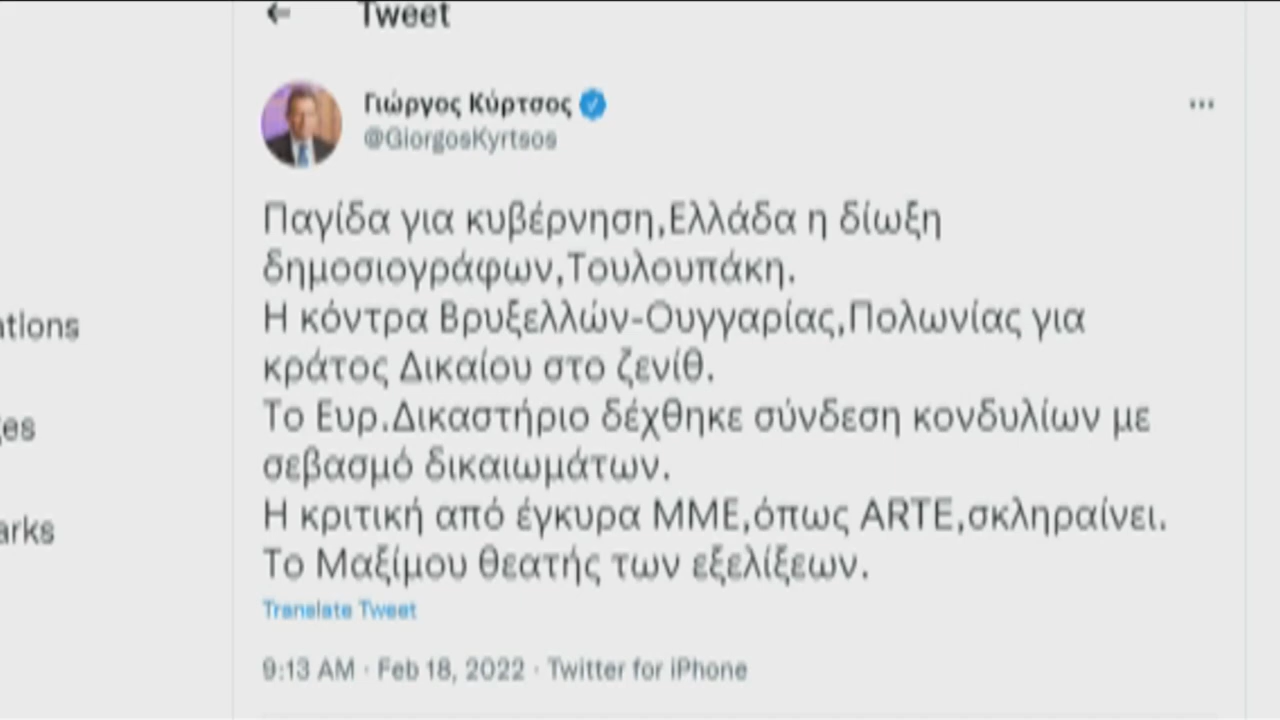 ← Tweet
Γιώργος Κύρτσος
@GiorgosKyrtsos
...
Παγίδα για κυβέρνηση,Ελλάδα η δίωξη
δημοσιογράφων,Τουλουπάκη.
Η κόντρα Βρυξελλών-Ουγγαρίας,Πολωνίας για
ations
κράτος Δικαίου στο ζενίθ.
Το Ευρ.Δικαστήριο δέχθηκε σύνδεση κονδυλίων με
ges
σεβασμό δικαιωμάτων.
Η κριτική από έγκυρα ΜΜΕ,όπως ARTE,σκληραίνει.
arks
Το Μαξίμου θεατής των εξελίξεων.
Translate Tweet
9:13 AM · Feb 18, 2022 · Twitter for iPhone